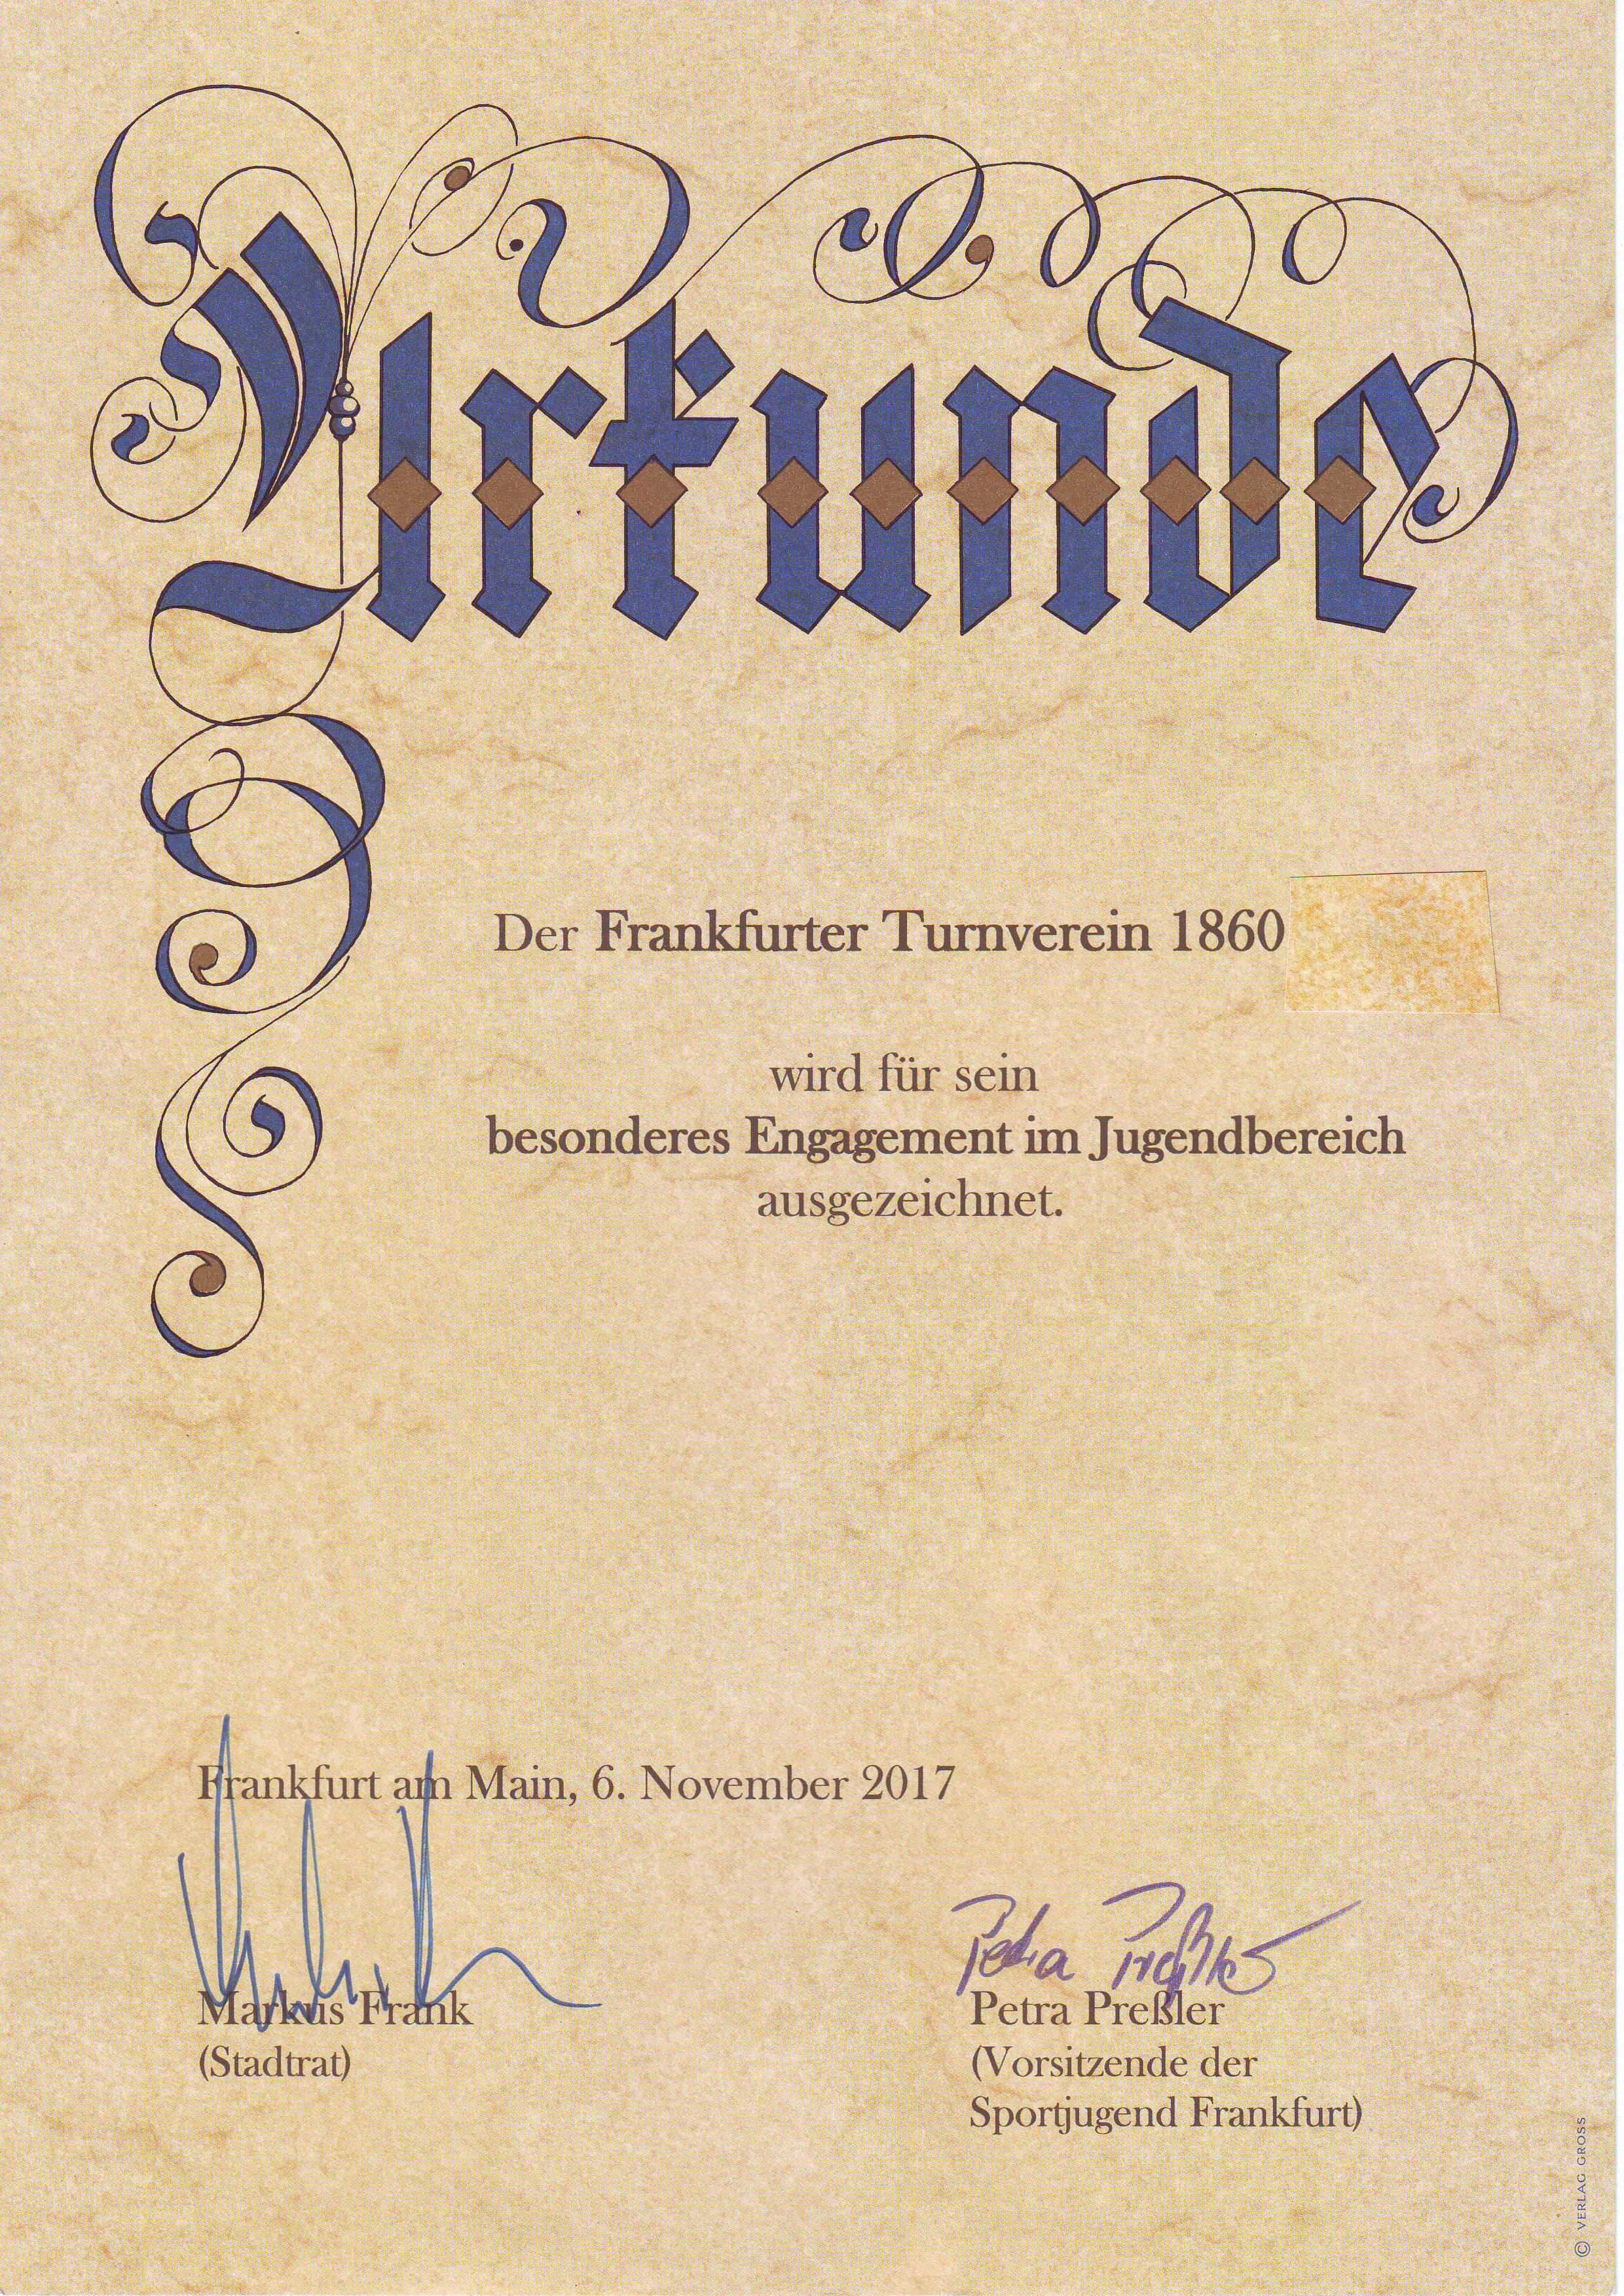 Urkunde
Der Frankfurter Turnverein 1860
wird für sein
besonderes Engagement im Jugendbereich
ausgezeichnet.
Frankfurt am Main, 6. November 2017
Petra Preßler
Markus Frank
(Stadtrat)
Petra Preßler
(Vorsitzende der
Sportjugend Frankfurt)
© VERLAG GROSS